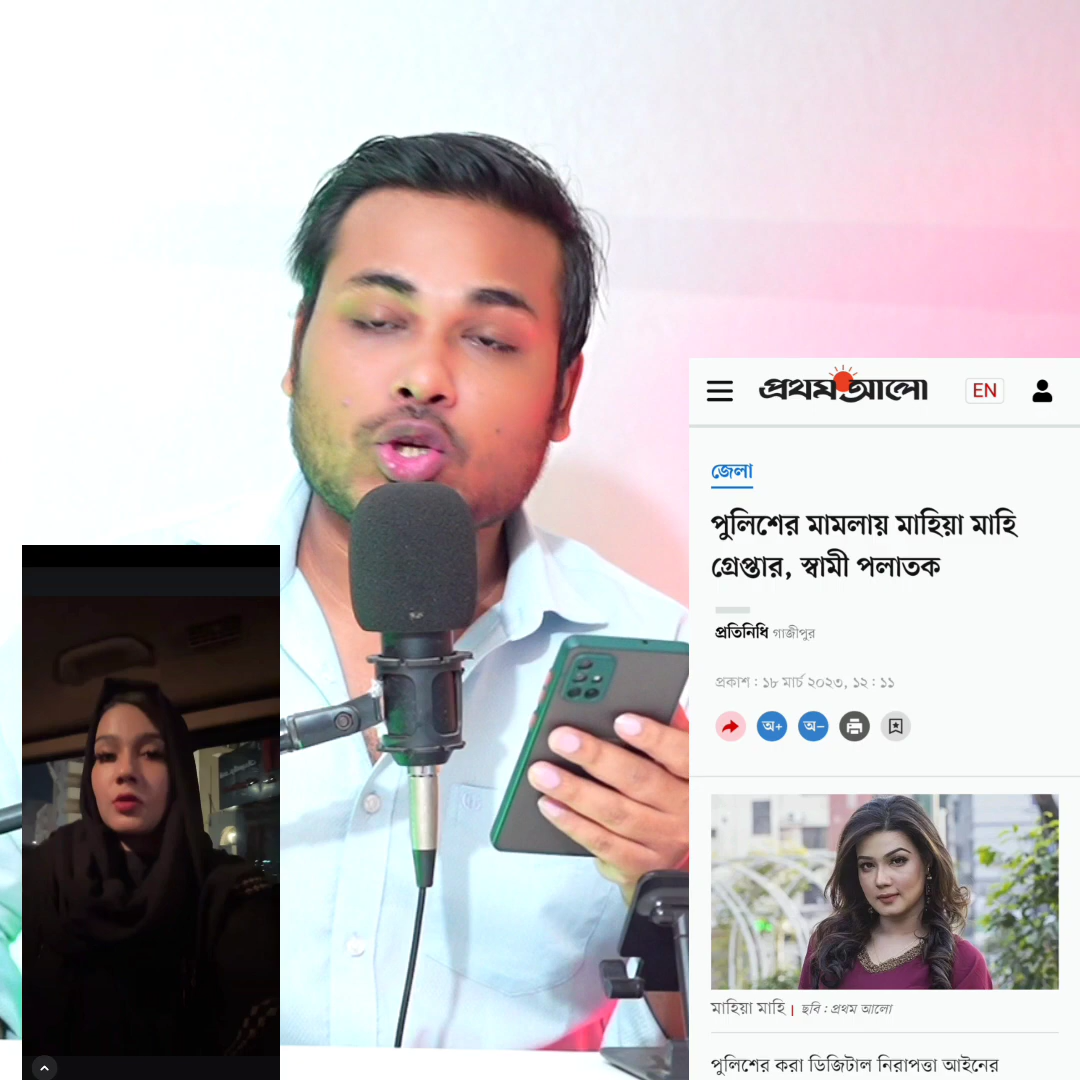 প্রথম আলো
EN
জেলা
পুলিশের মামলায় মাহিয়া মাহি
গ্রেপ্তার, স্বামী পলাতক
প্রতিনিধি গাজীপুর
প্রকাশ : ১৮ মার্চ ২০২৩, ১২ : ১১
অ+ অ−
মাহিয়া মাহি | ছবি : প্রথম আলো
পুলিশের করা ডিজিটাল নিরাপত্তা আইনের